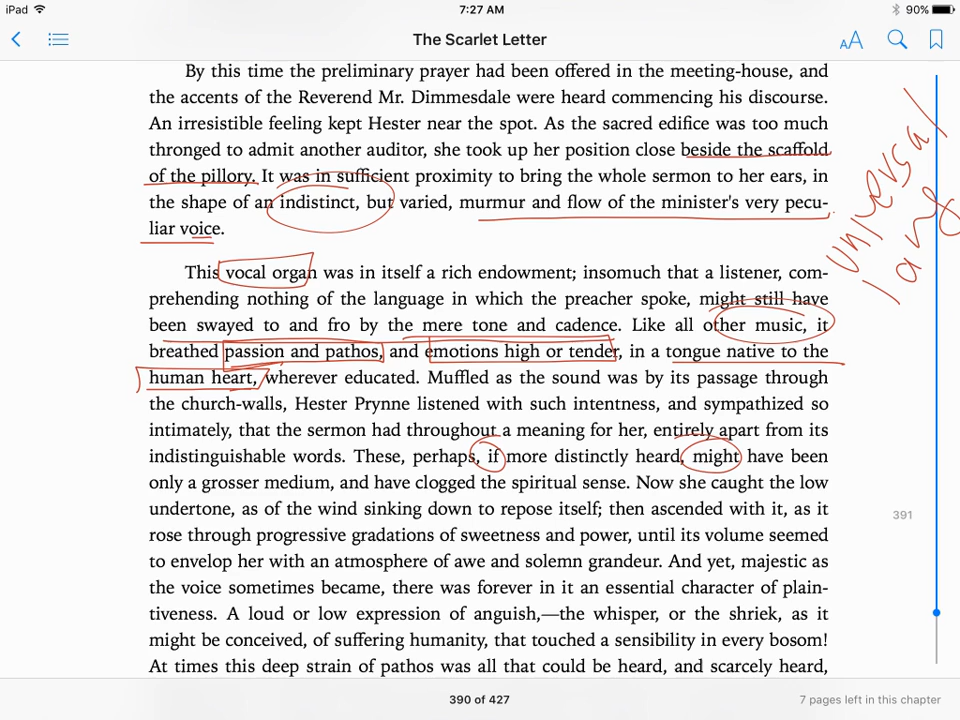 iPad 7:27 AM 90%
The Scarlet Letter
AA
By this time the preliminary prayer had been offered in the meeting-house, and
the accents of the Reverend Mr. Dimmesdale were heard commencing his discourse.
An irresistible feeling kept Hester near the spot. As the sacred edifice was too much
thronged to admit another auditor, she took up her position close beside the scaffold
of the pillory. It was in sufficient proximity to bring the whole sermon to her ears, in
the shape of an indistinct, but varied, murmur and flow of the minister's very pecu-
liar voice.
universal
lang
This vocal organ was in itself a rich endowment; insomuch that a listener, com-
prehending nothing of the language in which the preacher spoke, might still have
been swayed to and fro by the mere tone and cadence. Like all other music, it
breathed passion and pathos, and emotions high or tender, in a tongue native to the
human heart, wherever educated. Muffled as the sound was by its passage through
the church-walls, Hester Prynne listened with such intentness, and sympathized so
intimately, that the sermon had throughout a meaning for her, entirely apart from its
indistinguishable words. These, perhaps, if more distinctly heard, might have been
only a grosser medium, and have clogged the spiritual sense. Now she caught the low
undertone, as of the wind sinking down to repose itself; then ascended with it, as it
rose through progressive gradations of sweetness and power, until its volume seemed
to envelop her with an atmosphere of awe and solemn grandeur. And yet, majestic as
the voice sometimes became, there was forever in it an essential character of plain-
tiveness. A loud or low expression of anguish,—the whisper, or the shriek, as it
might be conceived, of suffering humanity, that touched a sensibility in every bosom!
At times this deep strain of pathos was all that could be heard, and scarcely heard,
391
390 of 427
7 pages left in this chapter